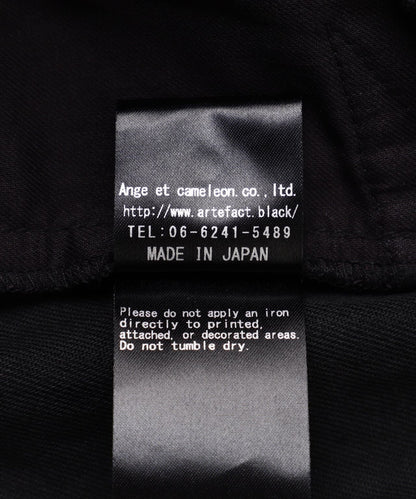 Ange et cameleon.co.,ltd.
http://www.artefact.black/
TEL:06-6241-5489
MADE IN JAPAN
Please do not apply an iron
directly to printed,
attached, or decorated areas.
Do not tumble dry.